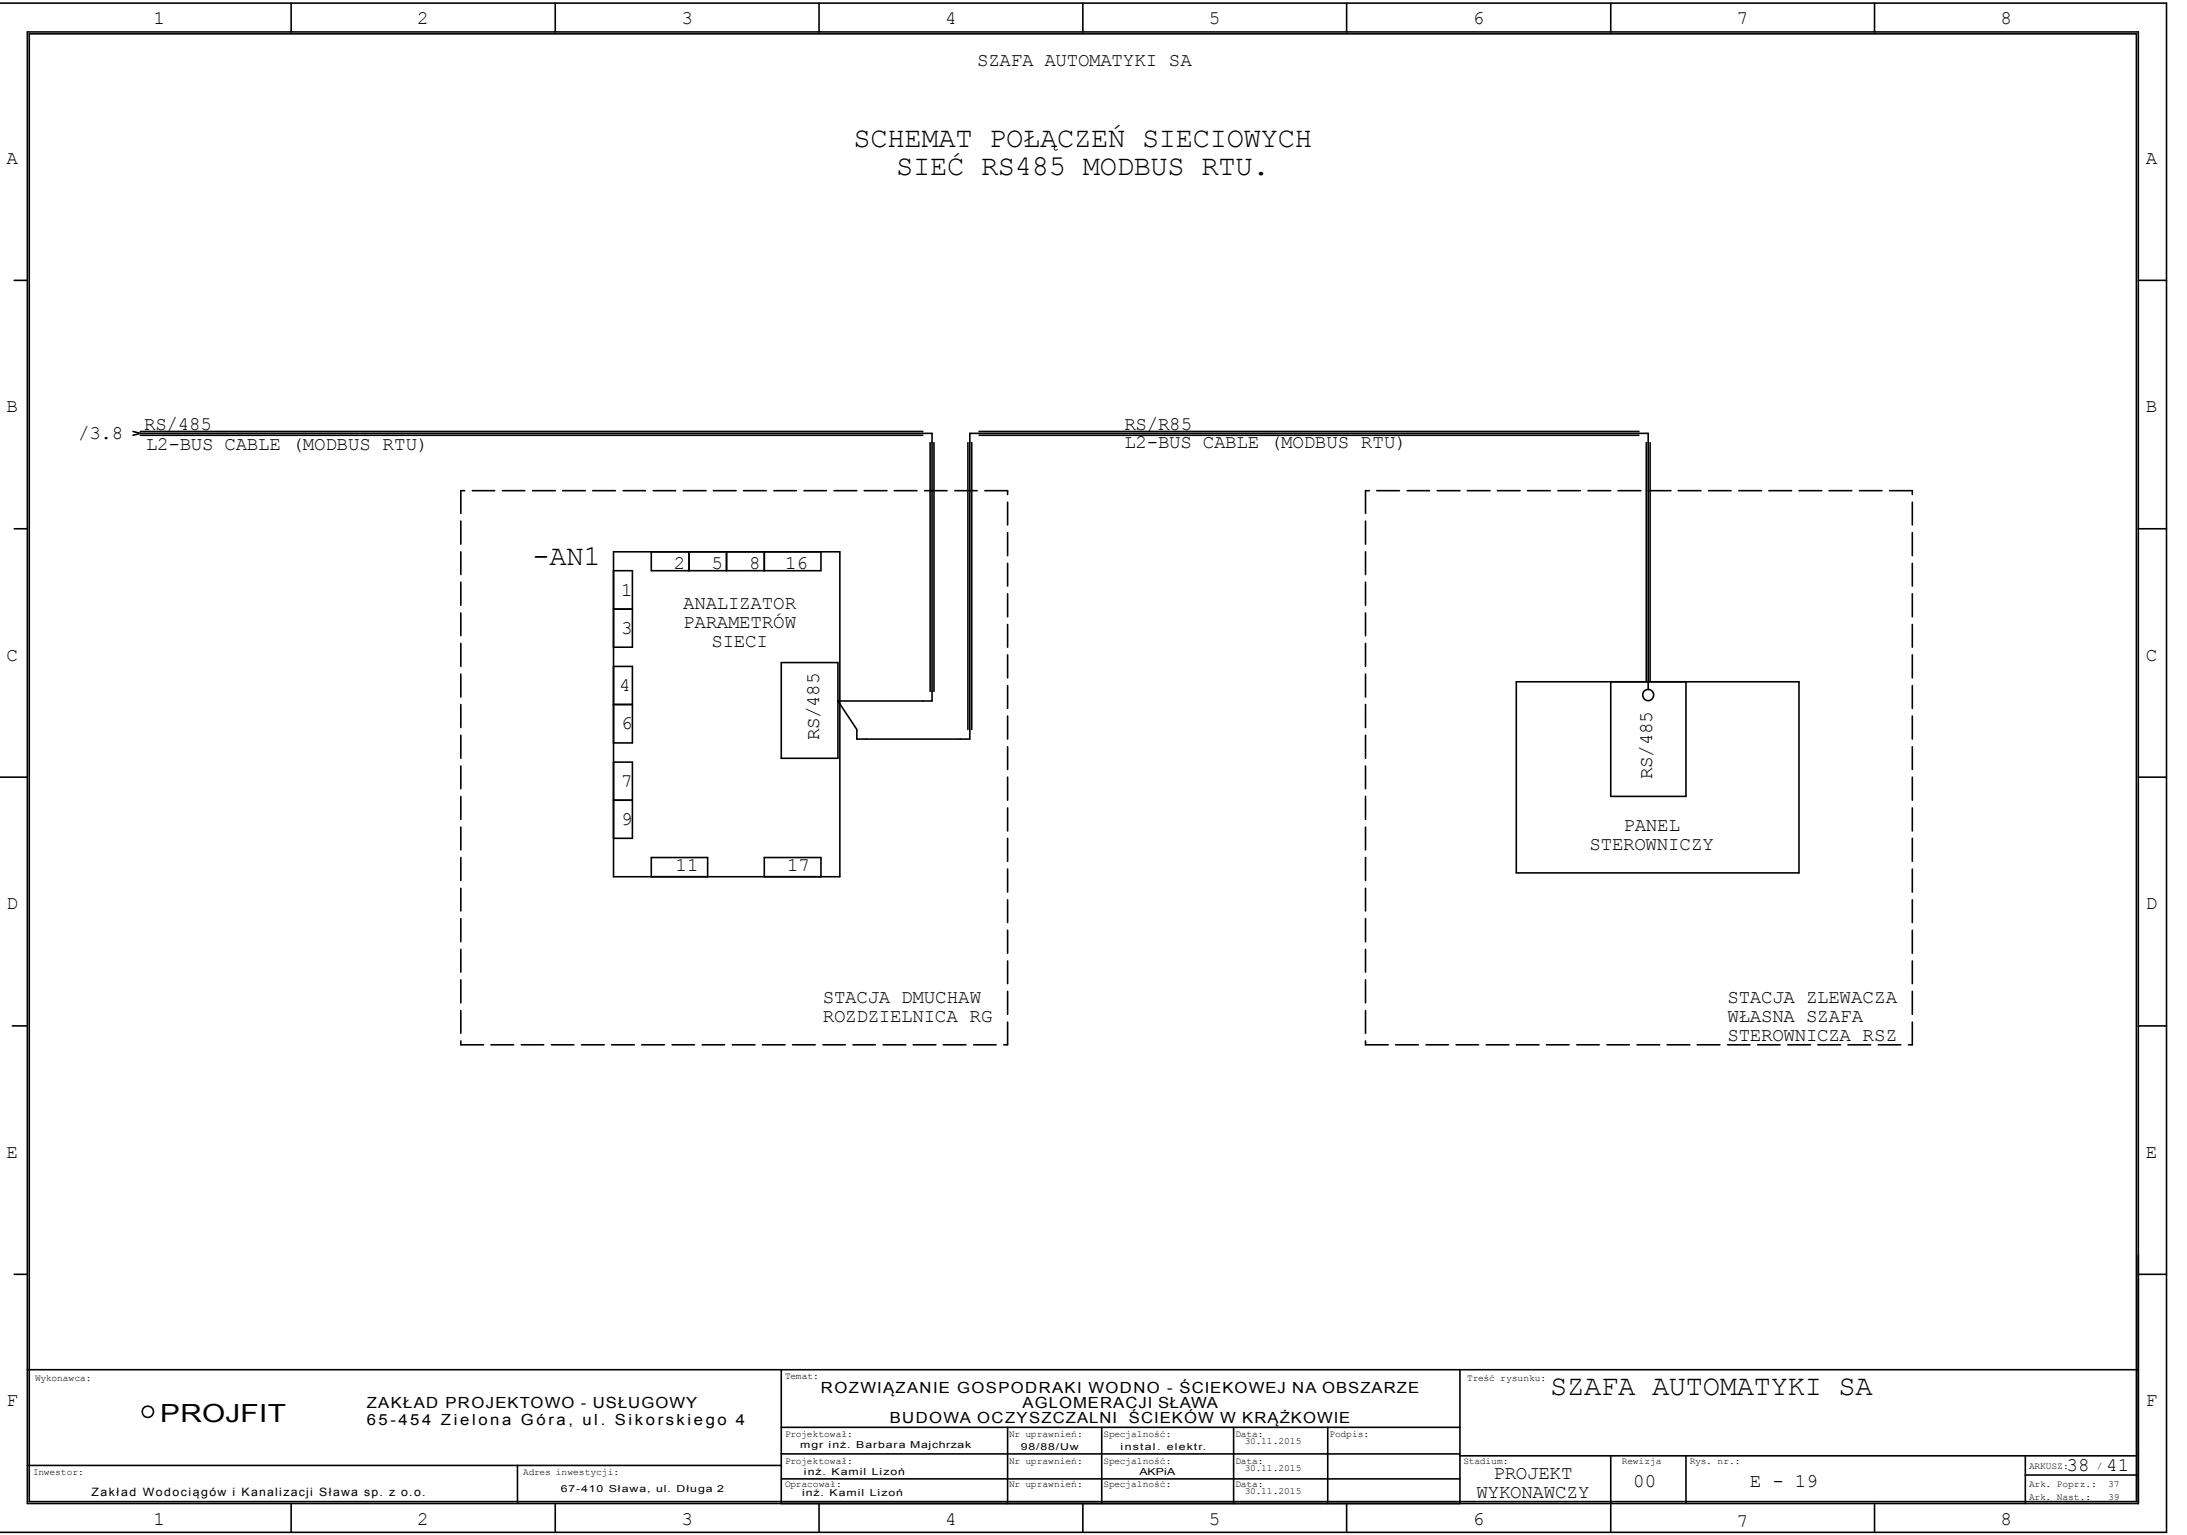 1 2 3 4 5 6 7 8
SZAFA AUTOMATYKI SA
SCHEMAT POŁĄCZEŃ SIECIOWYCH
SIEĆ RS485 MODBUS RTU.
A A
B B
/3.8
RS/485
L2-BUS CABLE (MODBUS RTU)
RS/R85
L2-BUS CABLE (MODBUS RTU)
-AN1
2 5 8 16
1
3
4
6
7
9
11 17
ANALIZATOR
PARAMETRÓW
SIECI
RS/485
STACJA DMUCHAW
ROZDZIELNICA RG
RS/485
PANEL
STEROWNICZY
STACJA ZLEWACZA
WŁASNA SZAFA
STEROWNICZA RSZ
C C
D D
E E
F F
Wykonawca:
PROJFIT
ZAKŁAD PROJEKTOWO - USŁUGOWY
65-454 Zielona Góra, ul. Sikorskiego 4
Inwestor:
Zakład Wodociągów i Kanalizacji Sława sp. z o.o.
Adres inwestycji:
67-410 Sława, ul. Długa 2
Temat:
ROZWIĄZANIE GOSPODRAKI WODNO - ŚCIEKOWEJ NA OBSZARZE
AGLOMERACJI SŁAWA
BUDOWA OCZYSZCZALNI ŚCIEKÓW W KRĄŻKOWIE
Projektował: Nr uprawnień: Specjalność: Data: Podpis:
mgr inż. Barbara Majchrzak 98/88/Uw instal. elektr. 30.11.2015
Projektował: Nr uprawnień: Specjalność: Data:
inż. Kamil Lizoń AKPiA 30.11.2015
Opracował: Nr uprawnień: Specjalność: Data:
inż. Kamil Lizoń 30.11.2015
Treść rysunku:
SZAFA AUTOMATYKI SA
Stadium:
PROJEKT
WYKONAWCZY
Rewizja
00
Rys. nr.:
E - 19
ARKUSZ: 38 / 41
Ark. Poprz.: 37
Ark. Nast.: 39
1 2 3 4 5 6 7 8